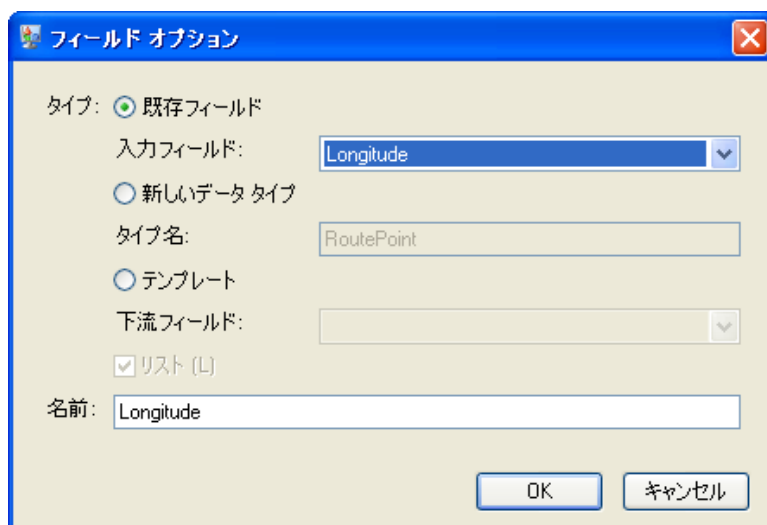 フィールド オプション
タイプ: 既存フィールド
入力フィールド: Longitude
新しいデータ タイプ
タイプ名: RoutePoint
テンプレート
下流フィールド:
リスト (L)
名前: Longitude
OK キャンセル